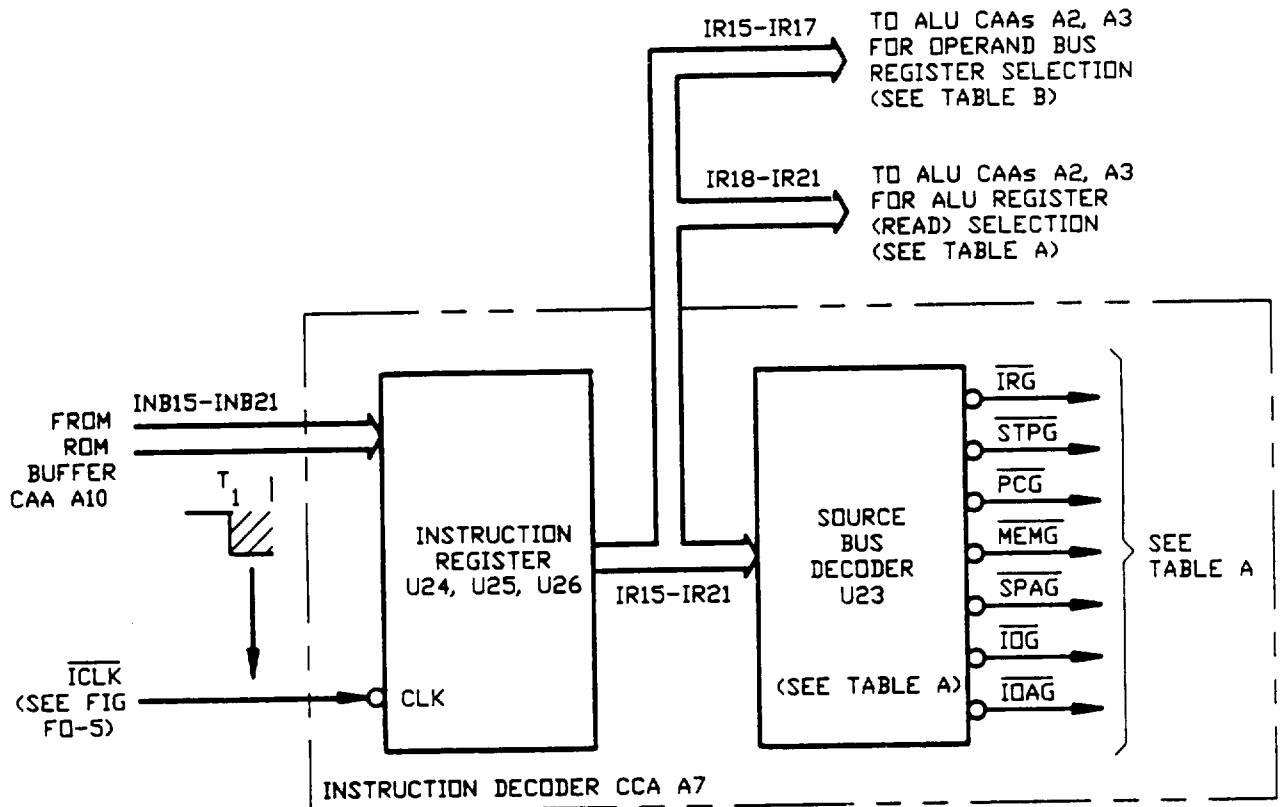 IR15-IR17
TO ALU CAAs A2, A3
FOR OPERAND BUS
REGISTER SELECTION
(SEE TABLE B)
IR18-IR21
TO ALU CAAs A2, A3
FOR ALU REGISTER
(READ) SELECTION
(SEE TABLE A)
INB15-INB21
FROM
ROM
BUFFER
CAA A10
T1
ICLK
(SEE FIG
FO-5)
CLK
INSTRUCTION
REGISTER
U24, U25, U26
IR15-IR21
SOURCE
BUS
DECODER
U23
(SEE TABLE A)
IRG
STPG
PCG
MEMG
SPAG
IOG
IOAG
SEE
TABLE A
INSTRUCTION DECODER CCA A7